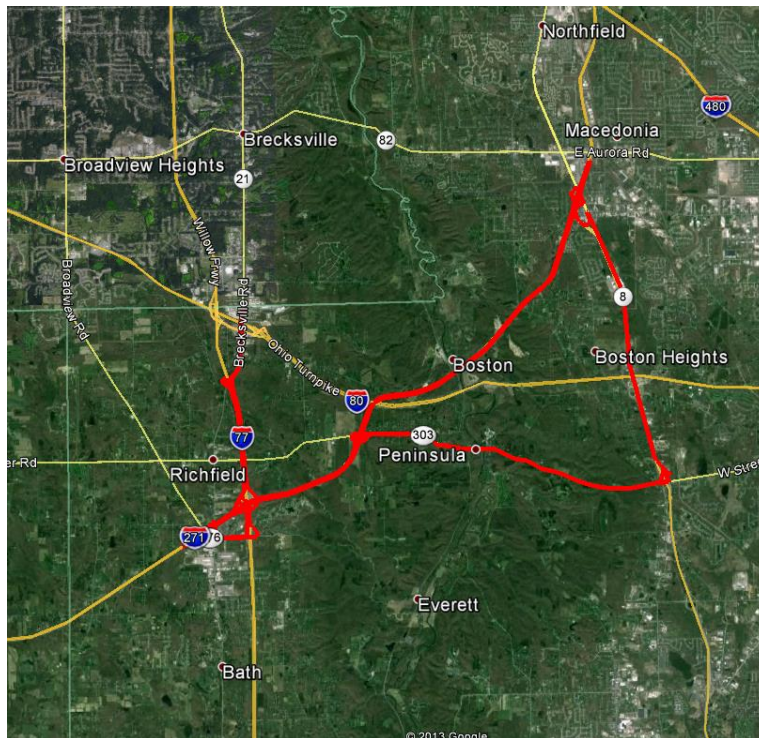 Northfield
480
Macedonia
Brecksville
82
E Aurora Rd
Broadview Heights
21
Willow Frwy
Broadview Rd
Brecksville Rd
8
Ohio Turnpike
Boston
Boston Heights
80
77
303
Peninsula
er Rd
Richfield
W Stre
271
76
Everett
Bath
© 2013 Google